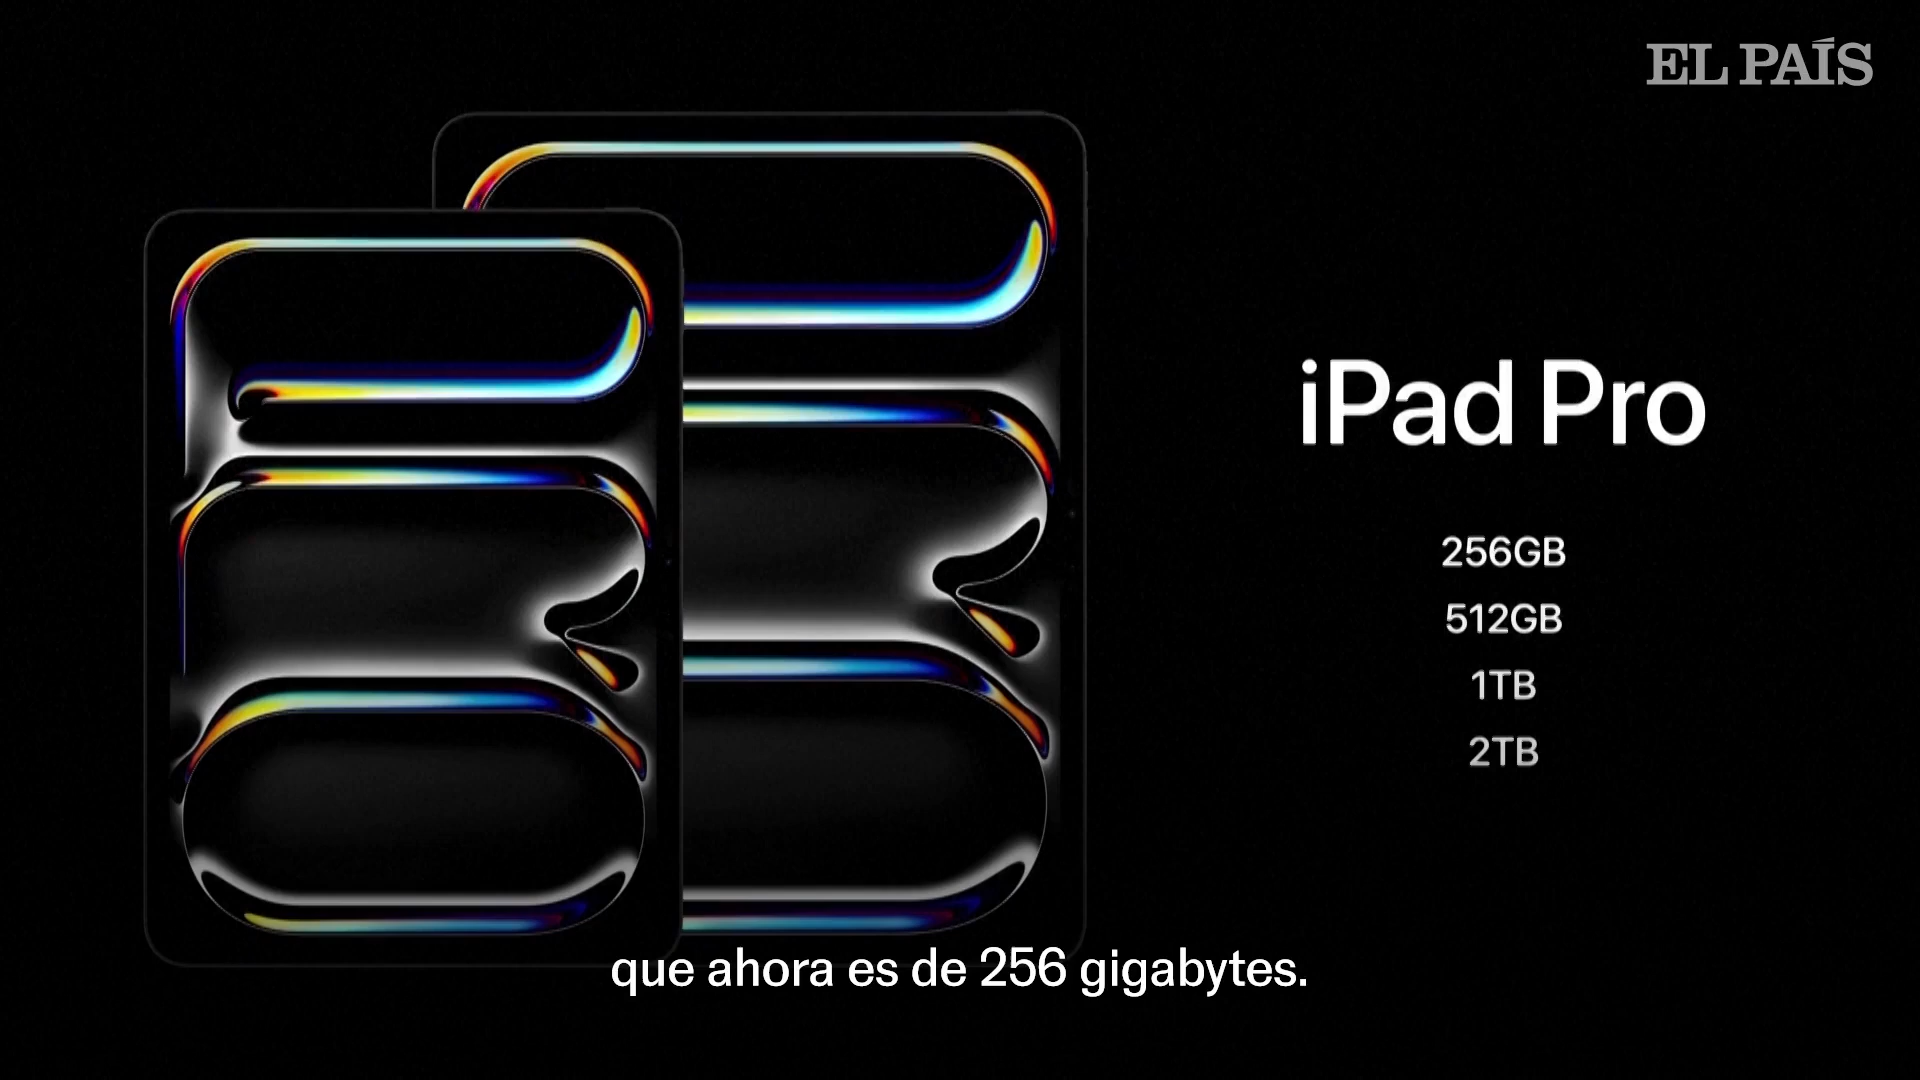 EL PAÍS
iPad Pro
256GB
512GB
1TB
2TB
que ahora es de 256 gigabytes.